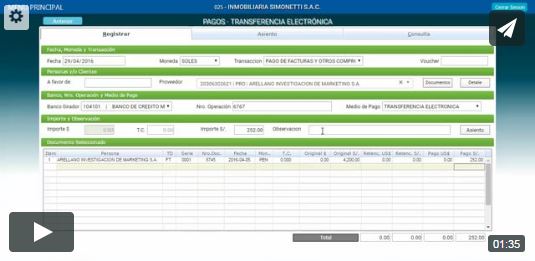 MENU PRINCIPAL
025 - INMOBILIARIA SIMONETTI S.A.C.
Cerrar Sesión
Anterior
PAGOS - TRANSFERENCIA ELECTRÓNICA
Registrar Asiento Consulta
Fecha, Moneda y Transacción
Fecha 29/04/2016 Moneda SOLES Transaccion PAGO DE FACTURAS Y OTROS COMPR Voucher
Personas y/o Clientes
A favor de Proveedor 20306303621 / PRO: ARELLANO INVESTIGACION DE MARKETING S.A. Documentos Detalle
Banco, Nro. Operación y Medio de Pago
Banco Girador 104101 | BANCO DE CREDITO M Nro. Operación 6767 Medio de Pago TRANSFERENCIA ELECTRONICA
Importe y Observación
Importe $ 0.00 T.C. 0.00 Importe S/. 252.00 Observacion Asiento
Documento Seleccionado
Item Persona TD Serie Nro.Doc. Fecha Mon. T.C. Original $ Original S/. Retenc. US$ Retenc. S/. Pago US$ Pago S/.
1 ARELLANO INVESTIGACION DE MARKETING S.A. FT 0001 5745 2016-04-05 PEN 0.000 0.00 4,200.00 0.00 0.00 0.00 252.00
Total 0.00 0.00 0.00 252.00
01:35